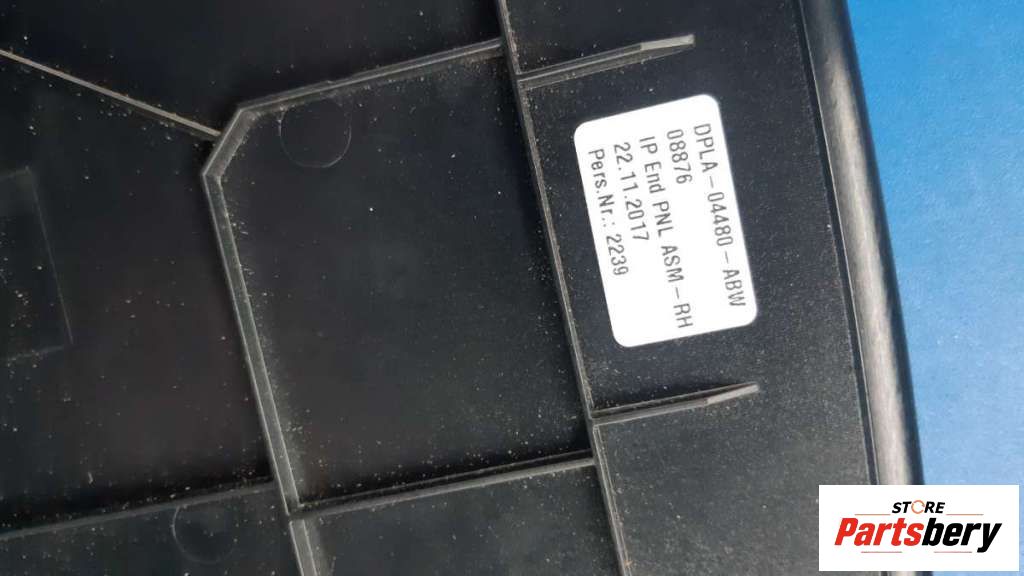 DPLA-04480-ABW
08876
IP End PNL ASM-RH
22.11.2017
Pers.Nr.: 2239
STORE
Partsbery